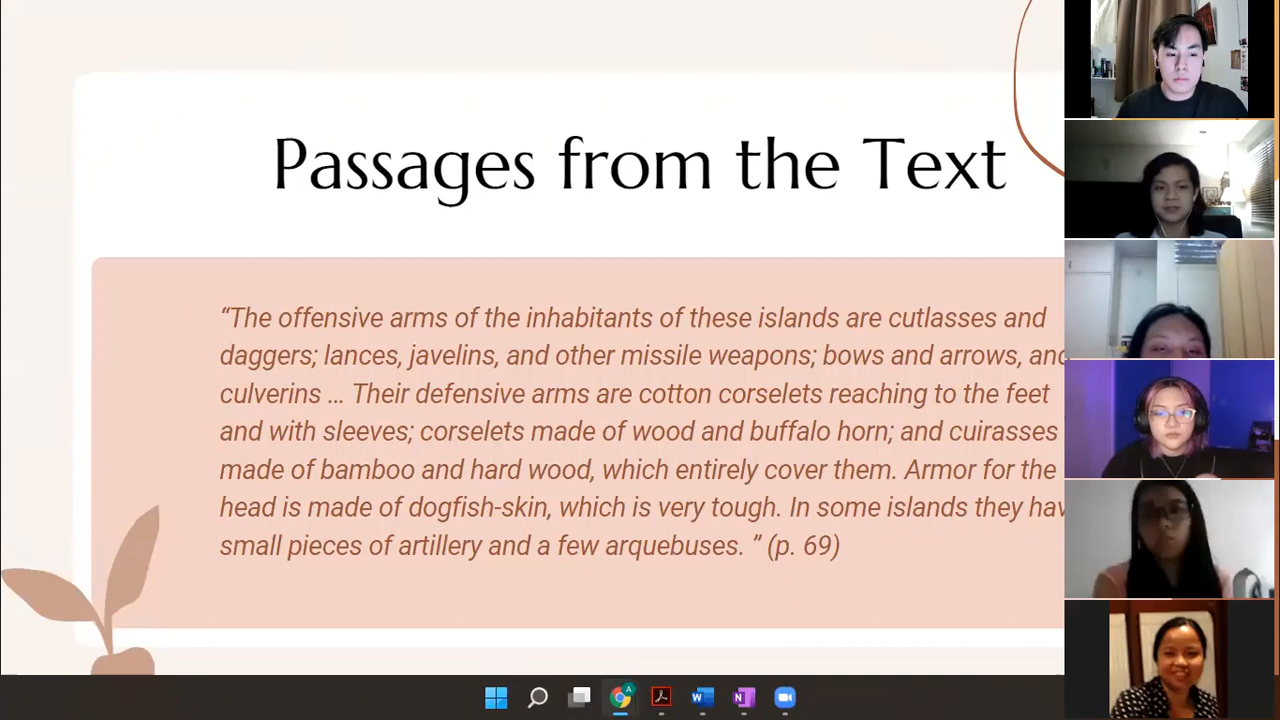 Passages from the Text
“The offensive arms of the inhabitants of these islands are cutlasses and
daggers; lances, javelins, and other missile weapons; bows and arrows, and
culverins ... Their defensive arms are cotton corselets reaching to the feet
and with sleeves; corselets made of wood and buffalo horn; and cuirasses
made of bamboo and hard wood, which entirely cover them. Armor for the
head is made of dogfish-skin, which is very tough. In some islands they hav
small pieces of artillery and a few arquebuses. ” (p. 69)